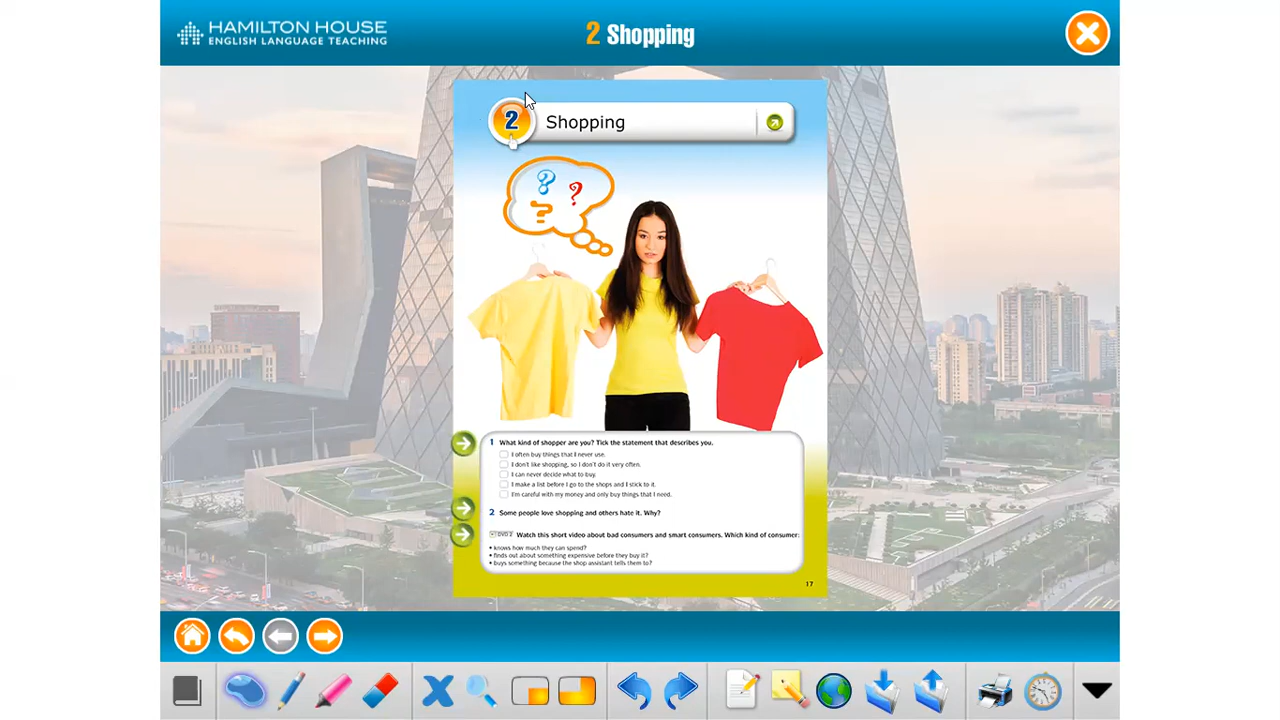 HAMILTON HOUSE
ENGLISH LANGUAGE TEACHING
2 Shopping
2 Shopping
? ? ?
1 What kind of shopper are you? Tick the statement that describes you.
I often buy things that I never use.
I don't like shopping, so I don't do it very often.
I can never decide what to buy.
I make a list before I go to the shops and I stick to it.
I'm careful with my money and only buy things that I need.
2 Some people love shopping and others hate it. Why?
DVD 2 Watch this short video about bad consumers and smart consumers. Which kind of consumer:
• knows how much they can spend?
• finds out about something expensive before they buy it?
• buys something because the shop assistant tells them to?
17